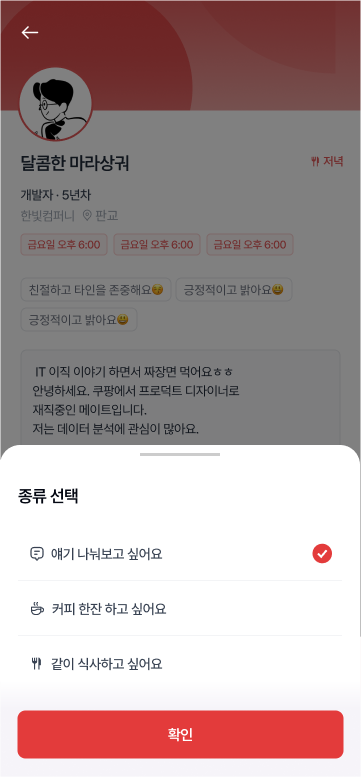 달콤한 마라상궈
저녁
개발자 · 5년차
한빛컴퍼니 판교
금요일 오후 6:00 금요일 오후 6:00 금요일 오후 6:00
친절하고 타인을 존중해요😚 긍정적이고 밝아요😀
긍정적이고 밝아요😀
IT 이직 이야기 하면서 짜장면 먹어요ㅎㅎ
안녕하세요. 쿠팡에서 프로덕트 디자이너로
재직중인 메이트입니다.
저는 데이터 분석에 관심이 많아요.
종류 선택
얘기 나눠보고 싶어요
커피 한잔 하고 싶어요
같이 식사하고 싶어요
확인